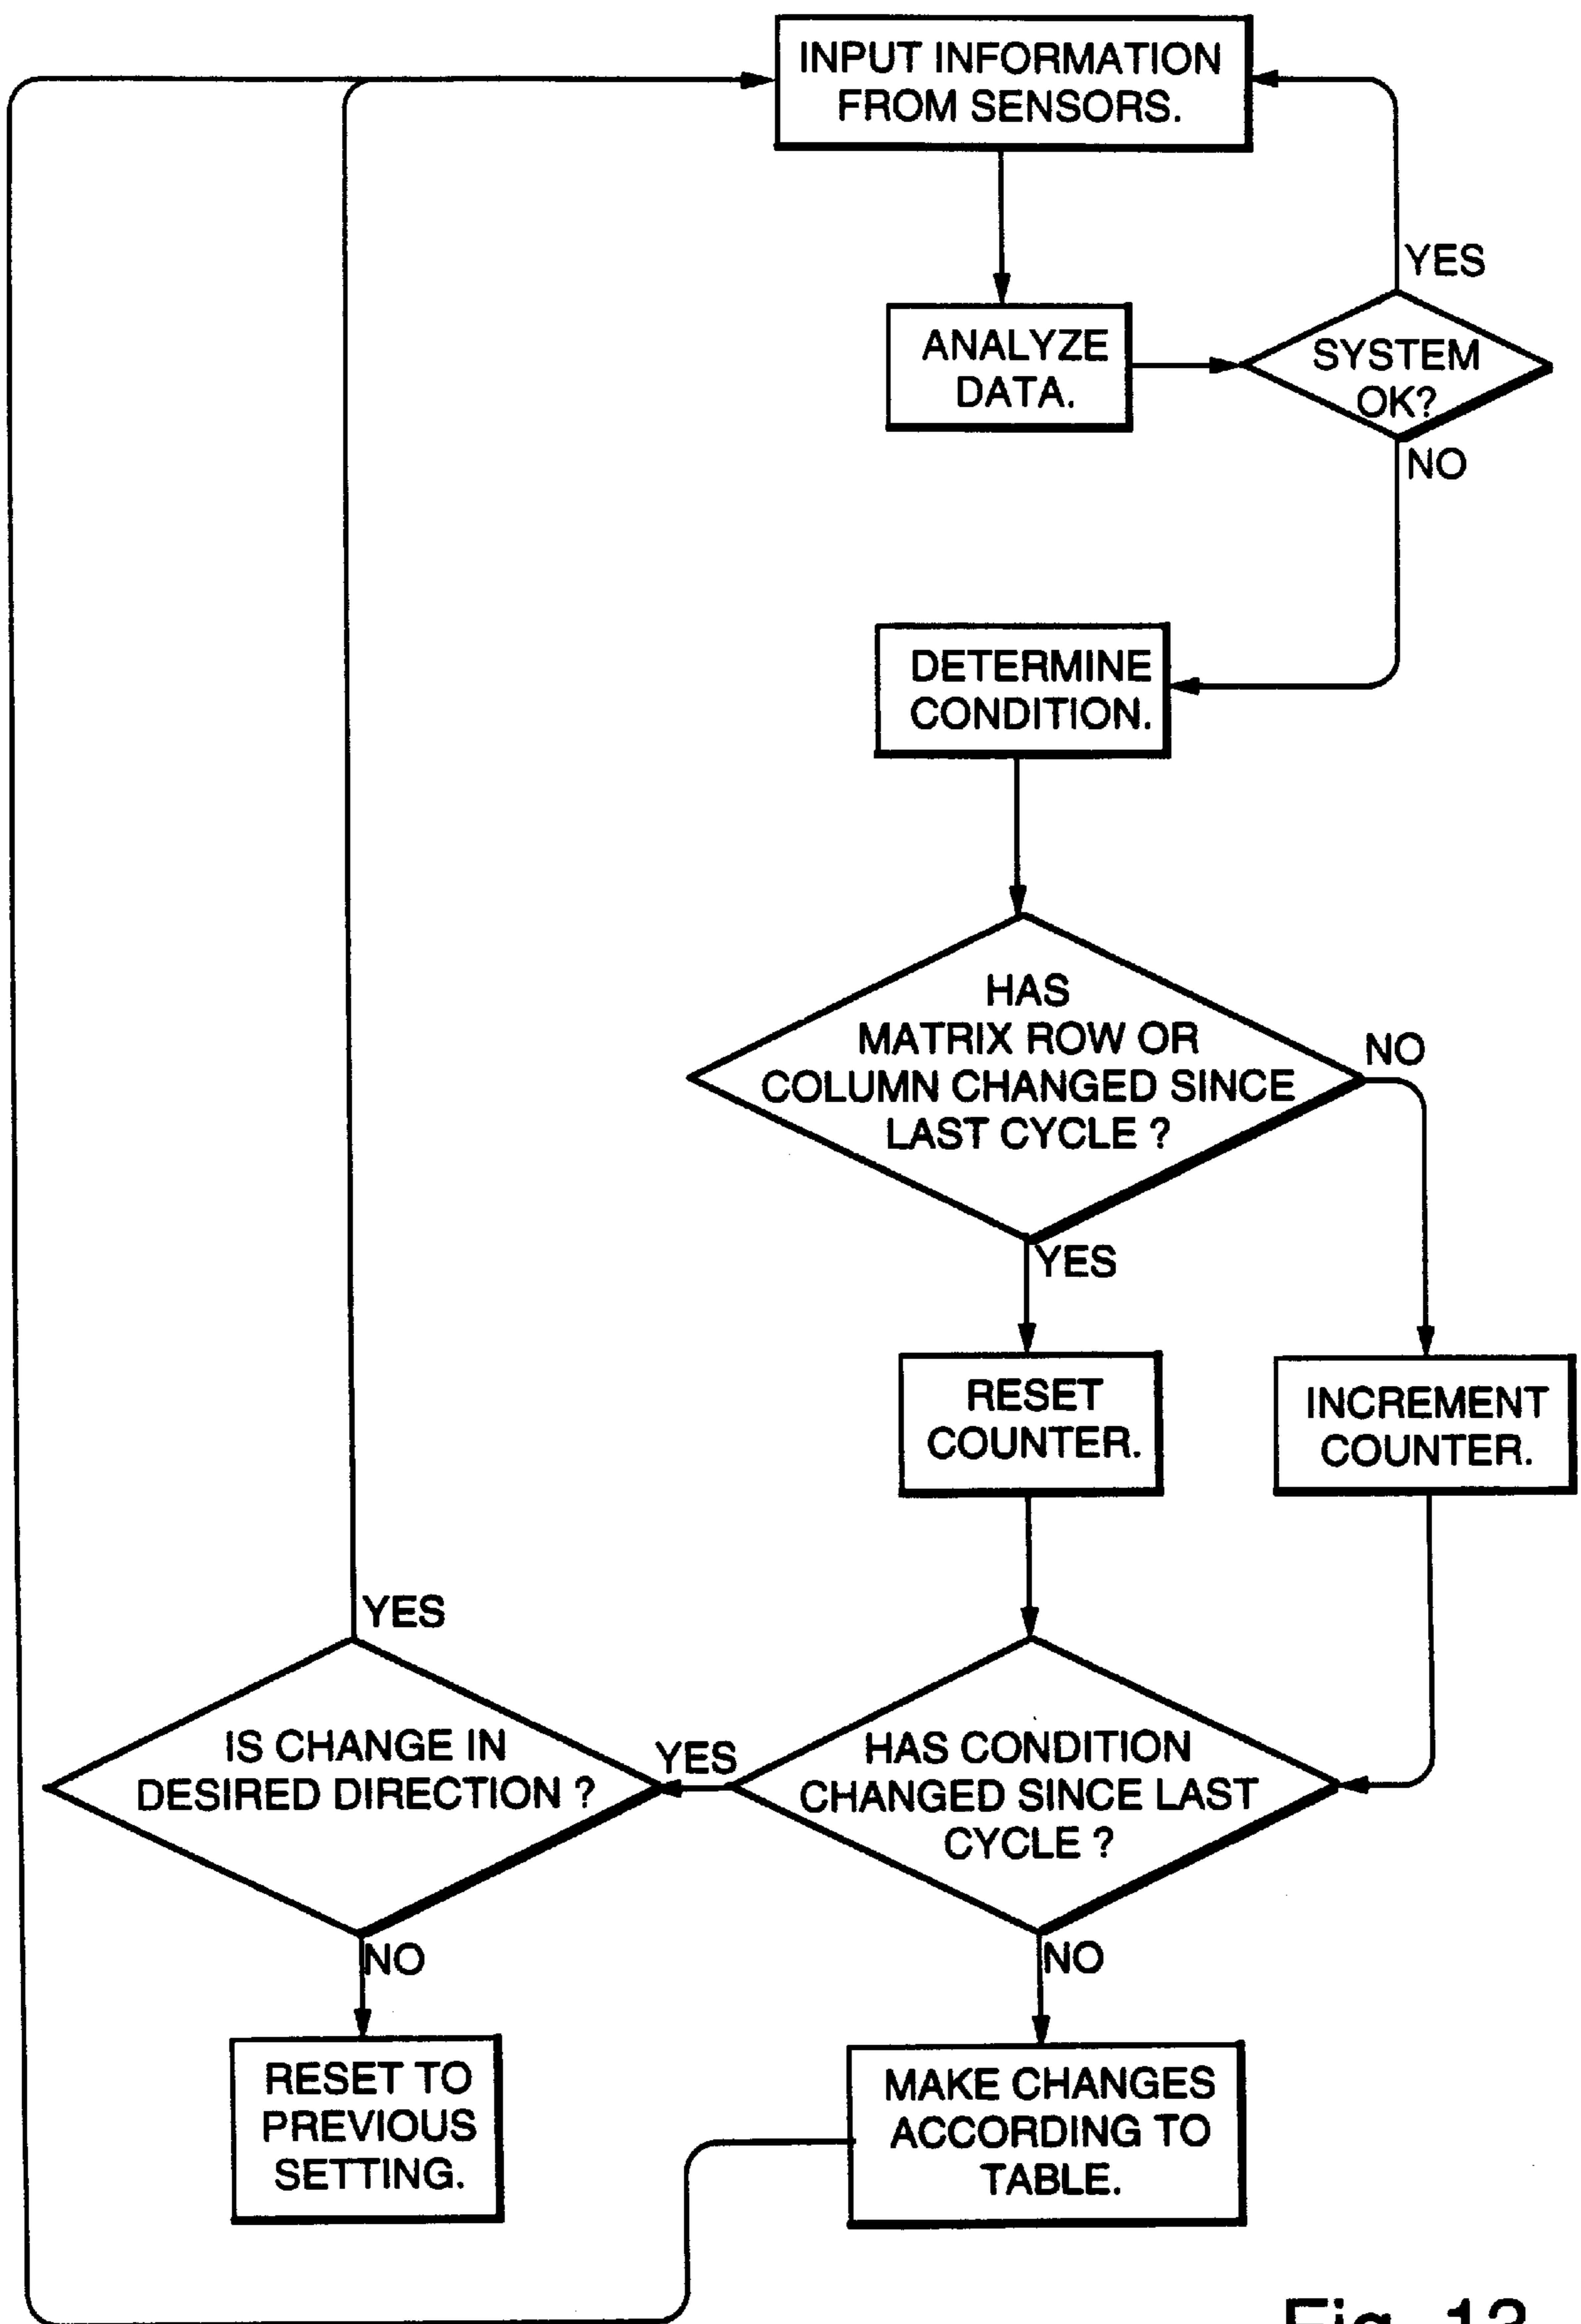 INPUT INFORMATION
FROM SENSORS.
YES
ANALYZE
DATA.
SYSTEM
OK?
NO
DETERMINE
CONDITION.
HAS
MATRIX ROW OR
COLUMN CHANGED SINCE
LAST CYCLE ?
NO
YES
RESET
COUNTER.
INCREMENT
COUNTER.
YES
IS CHANGE IN
DESIRED DIRECTION ?
YES
HAS CONDITION
CHANGED SINCE LAST
CYCLE ?
NO
NO
RESET TO
PREVIOUS
SETTING.
MAKE CHANGES
ACCORDING TO
TABLE.